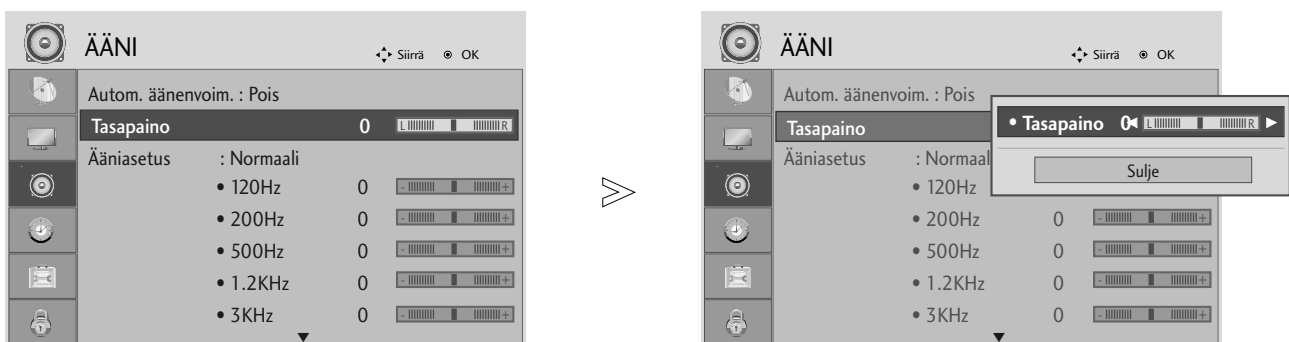 ÄÄNI
Siirrä OK
Autom. äänenvoim. : Pois
Tasapaino 0 L R
Ääniasetus : Normaali
• 120Hz 0 - +
• 200Hz 0 - +
• 500Hz 0 - +
• 1.2KHz 0 - +
• 3KHz 0 - +
ÄÄNI
Siirrä OK
Autom. äänenvoim. : Pois
Tasapaino
• Tasapaino 0 L R
Sulje
Ääniasetus : Normaal
• 120Hz
• 200Hz 0 - +
• 500Hz 0 - +
• 1.2KHz 0 - +
• 3KHz 0 - +